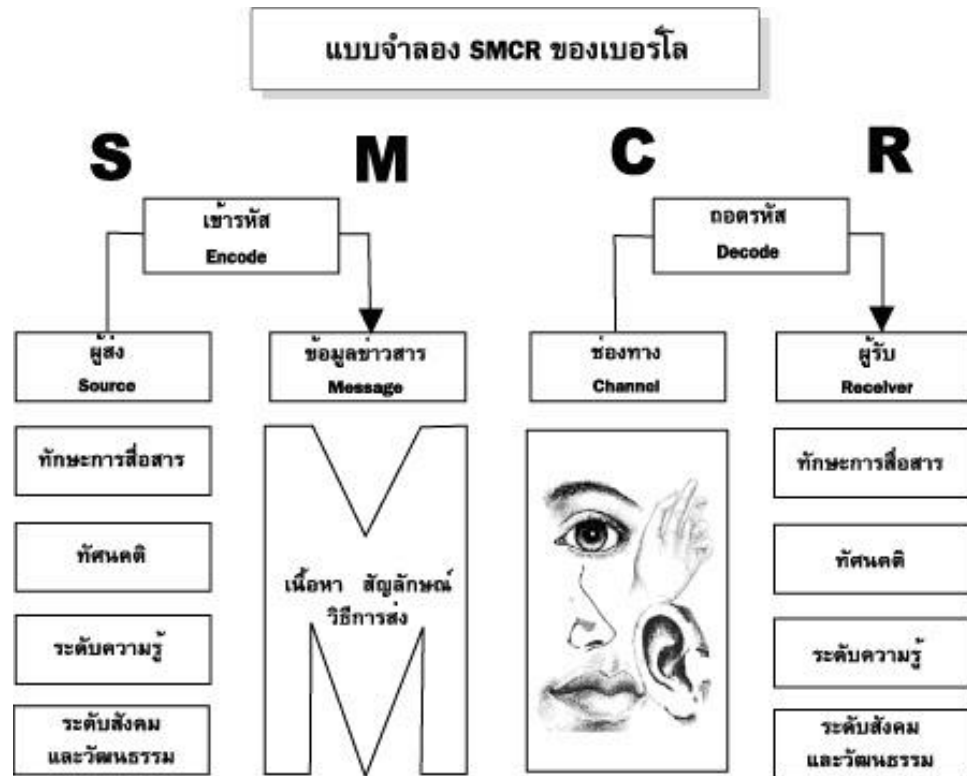 แบบจำลอง SMCR ของเบอร์โล
S M C R
เข้ารหัส
Encode
ถอดรหัส
Decode
ผู้ส่ง
Source
ข้อมูลข่าวสาร
Message
ช่องทาง
Channel
ผู้รับ
Receiver
ทักษะการสื่อสาร
ทัศนคติ
ระดับความรู้
ระดับสังคม
และวัฒนธรรม
เนื้อหา สัญลักษณ์
วิธีการส่ง
ทักษะการสื่อสาร
ทัศนคติ
ระดับความรู้
ระดับสังคม
และวัฒนธรรม